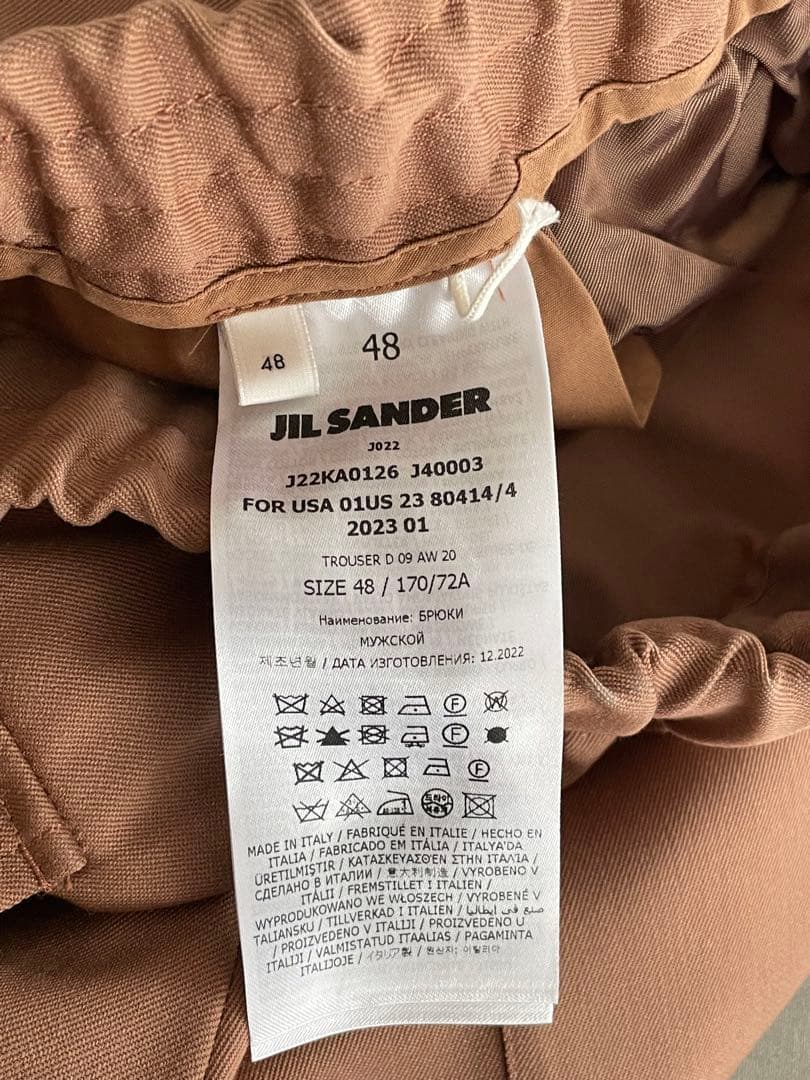 48
48
JIL SANDER
J022
J22KA0126 J40003
FOR USA 01US 23 80414/4
2023 01
TROUSER D 09 AW 20
SIZE 48 / 170/72A
Наименование: БРЮКИ
МУЖСКОЙ
제조년월 / ДАТА ИЗГОТОВЛЕНИЯ: 12.2022
F W
F
F
드라이
MADE IN ITALY / FABRIQUÉ EN ITALIE / HECHO EN
ITALIA / FABRICADO EM ITÁLIA / ITALYA'DA
ÜRETILMIŞTIR / ΚΑΤΑΣΚΕΥΑΣΘΕΝ ΣΤΗΝ ΙΤΑΛΊΑ /
СДЕЛАНО В ИТАЛИИ / 意大利制造 / VYROBENO V
ITÁLII / FREMSTILLET I ITALIEN /
WYPRODUKOWANO WE WŁOSZECH / VYROBENÉ V
TALIANSKU / TILLVERKAD I ITALIEN / صنع في إيطاليا
/ PROIZVEDENO V ITALIJI / PROIZVEDENO U
ITALIJI / VALMISTATUD ITAALIAS / PAGAMINTA
ITALIJOJE / イタリア製 / 원산지: 이탈리아